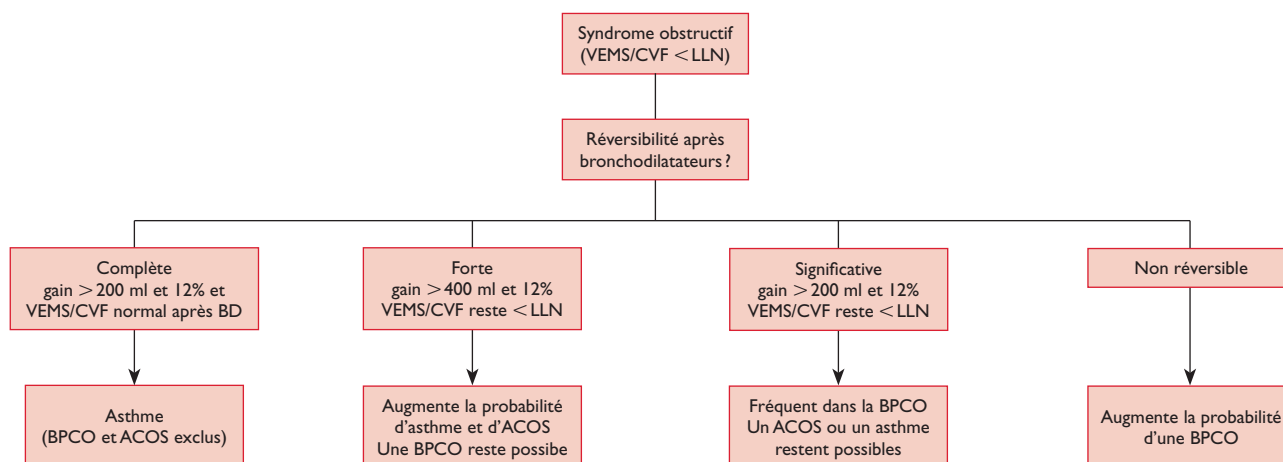 Syndrome obstructif
(VEMS/CVF < LLN)
Réversibilité après
bronchodilatateurs ?
Complète
gain > 200 ml et 12% et
VEMS/CVF normal après BD
Forte
gain > 400 ml et 12%
VEMS/CVF reste < LLN
Significative
gain > 200 ml et 12%
VEMS/CVF reste < LLN
Non réversible
Asthme
(BPCO et ACOS exclus)
Augmente la probabilité
d'asthme et d'ACOS
Une BPCO reste possibe
Fréquent dans la BPCO
Un ACOS ou un asthme
restent possibles
Augmente la probabilité
d'une BPCO